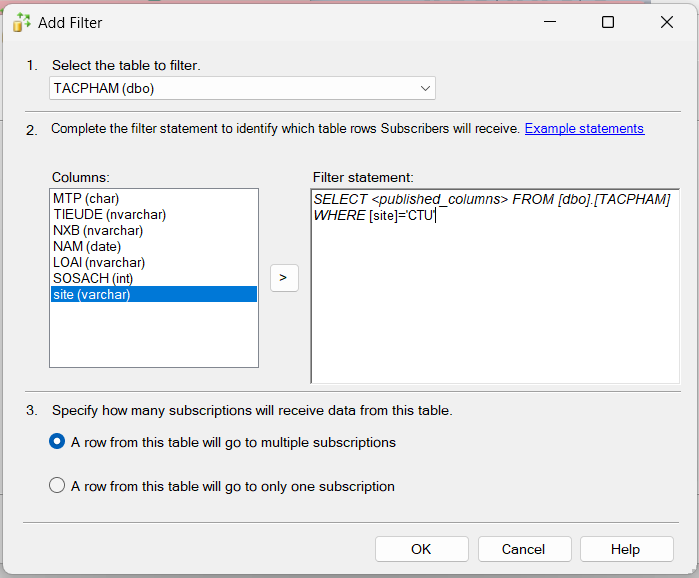 Add Filter
1. Select the table to filter.
TACPHAM (dbo)
2. Complete the filter statement to identify which table rows Subscribers will receive. Example statements
Columns:
MTP (char)
TIEUDE (nvarchar)
NXB (nvarchar)
NAM (date)
LOAI (nvarchar)
SOSACH (int)
site (varchar)
>
Filter statement:
SELECT <published_columns> FROM [dbo].[TACPHAM]
WHERE [site]='CTU'
3. Specify how many subscriptions will receive data from this table.
A row from this table will go to multiple subscriptions
A row from this table will go to only one subscription
OK Cancel Help